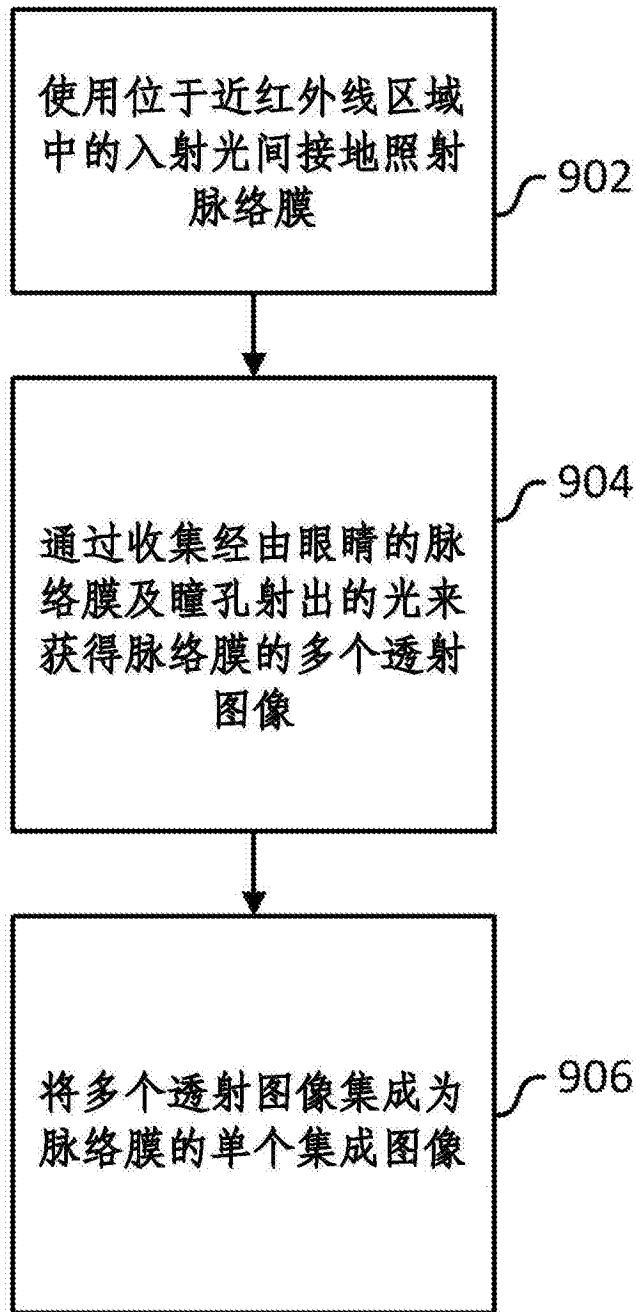 使用位于近红外线区域
中的入射光间接地照射
脉络膜
902
通过收集经由眼睛的脉
络膜及瞳孔射出的光来
获得脉络膜的多个透射
图像
904
将多个透射图像集成为
脉络膜的单个集成图像
906